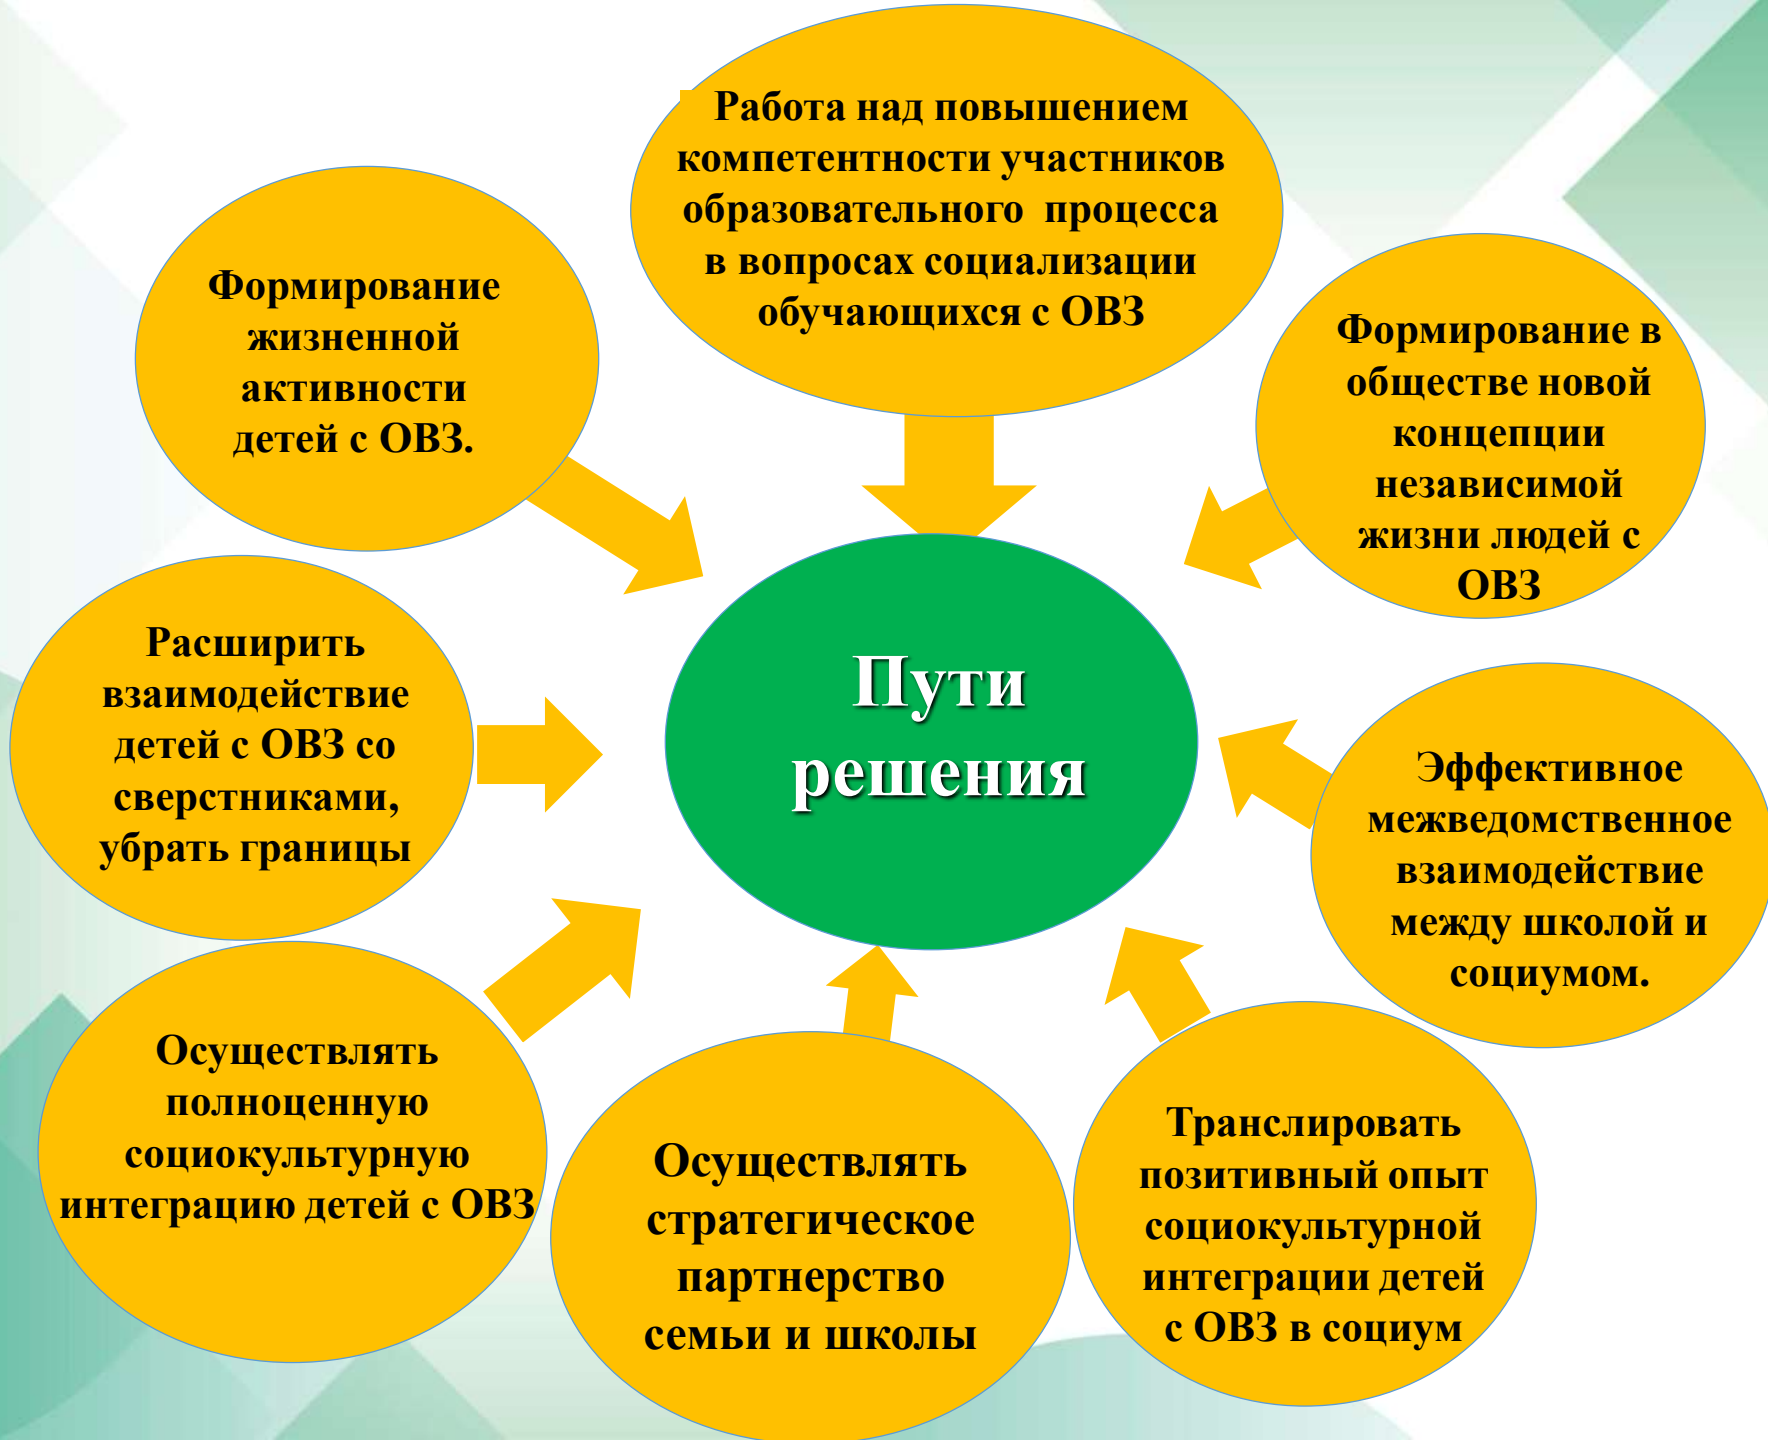 Работа над повышением
компетентности участников
образовательного процесса
в вопросах социализации
обучающихся с ОВЗ
Формирование
жизненной
активности
детей с ОВЗ.
Формирование в
обществе новой
концепции
независимой
жизни людей с
ОВЗ
Расширить
взаимодействие
детей с ОВЗ со
сверстниками,
убрать границы
Пути
решения
Эффективное
межведомственное
взаимодействие
между школой и
социумом.
Осуществлять
полноценную
социокультурную
интеграцию детей с ОВЗ
Осуществлять
стратегическое
партнерство
семьи и школы
Транслировать
позитивный опыт
социокультурной
интеграции детей
с ОВЗ в социум